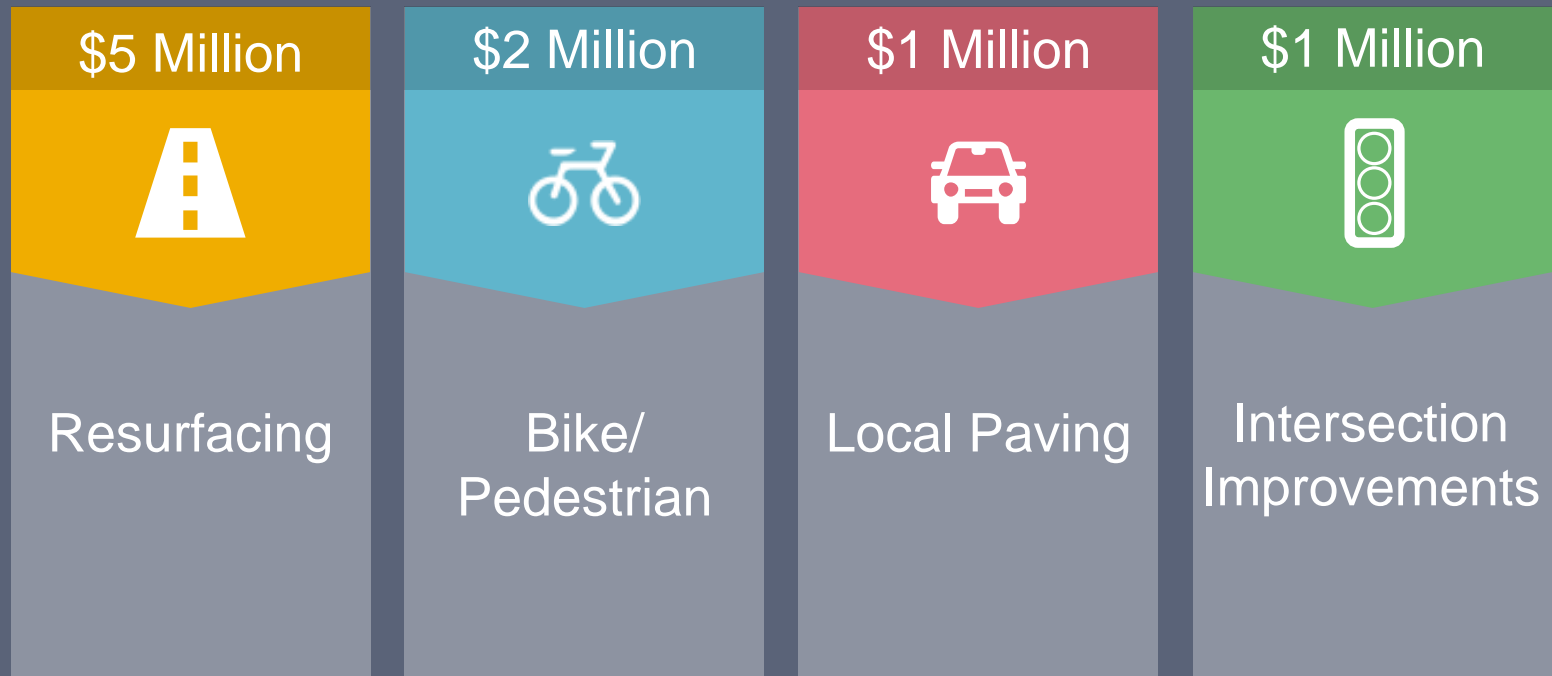 $5 Million
Resurfacing
$2 Million
Bike/
Pedestrian
$1 Million
Local Paving
$1 Million
Intersection
Improvements